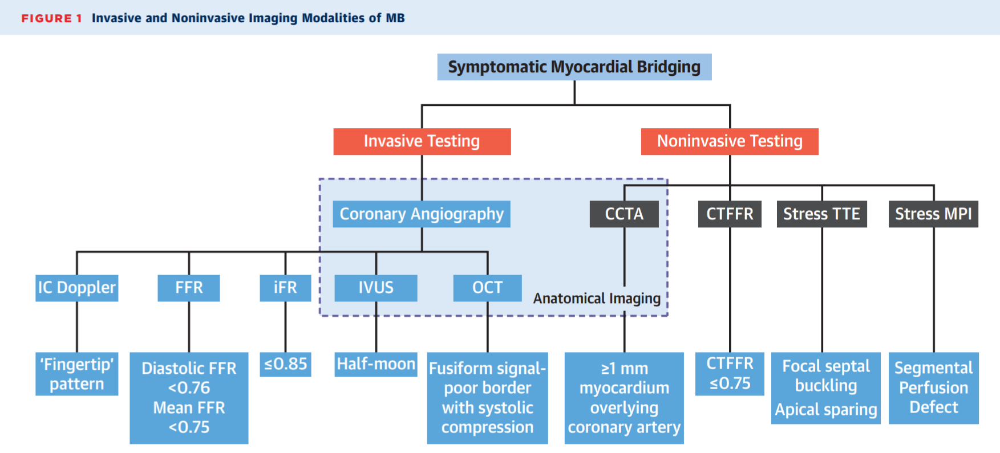 FIGURE 1 Invasive and Noninvasive Imaging Modalities of MB
Symptomatic Myocardial Bridging
Invasive Testing
Noninvasive Testing
Coronary Angiography
CCTA
CTFFR
Stress TTE
Stress MPI
IC Doppler
FFR
iFR
IVUS
OCT
Anatomical Imaging
‘Fingertip’
pattern
Diastolic FFR
<0.76
Mean FFR
<0.75
≤0.85
Half-moon
Fusiform signal-
poor border
with systolic
compression
≥1 mm
myocardium
overlying
coronary artery
CTFFR
≤0.75
Focal septal
buckling
Apical sparing
Segmental
Perfusion
Defect